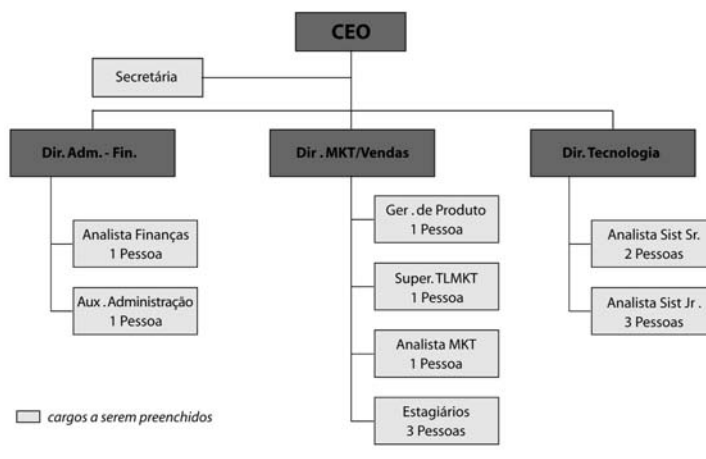 CEO
Secretária
Dir. Adm. - Fin.
Dir . MKT/Vendas
Dir. Tecnologia
Analista Finanças
1 Pessoa
Aux . Administração
1 Pessoa
Ger . de Produto
1 Pessoa
Super. TLMKT
1 Pessoa
Analista MKT
1 Pessoa
Estagiários
3 Pessoas
Analista Sist Sr.
2 Pessoas
Analista Sist Jr .
3 Pessoas
cargos a serem preenchidos